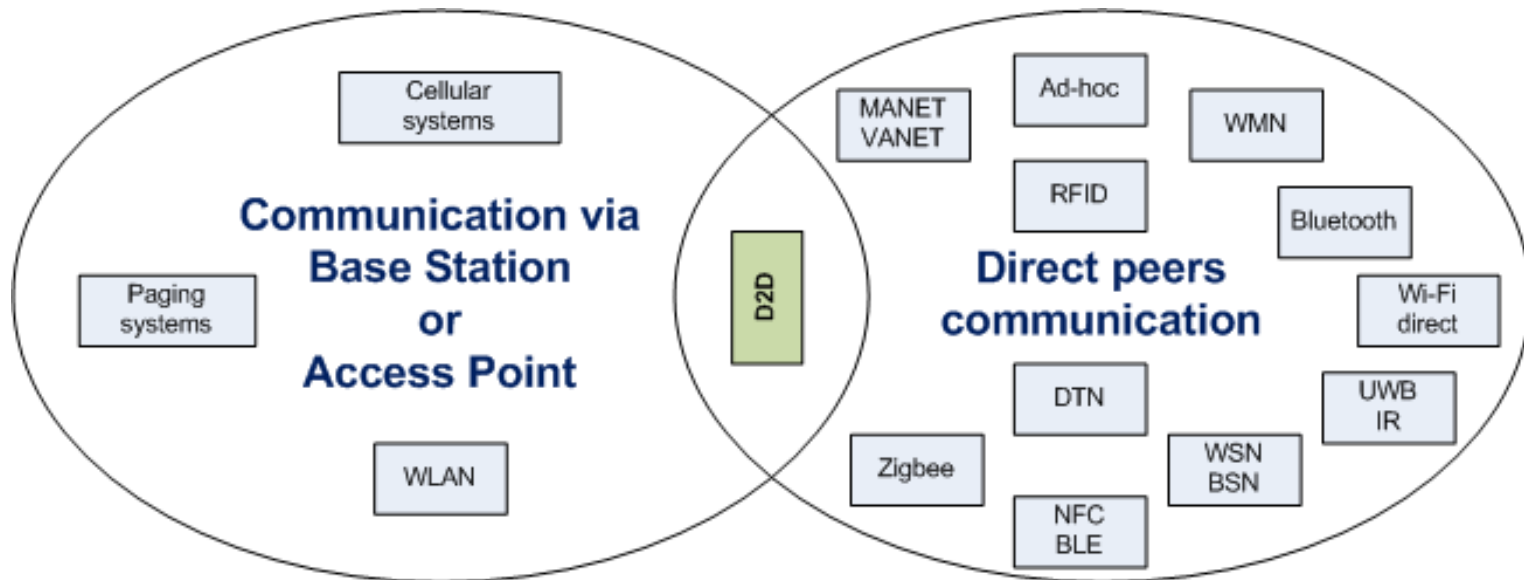 Cellular
systems
Communication via
Base Station
or
Access Point
Paging
systems
WLAN
D2D
MANET
VANET
Ad-hoc
WMN
RFID
Bluetooth
Direct peers
communication
Wi-Fi
direct
DTN
UWB
IR
Zigbee
WSN
BSN
NFC
BLE